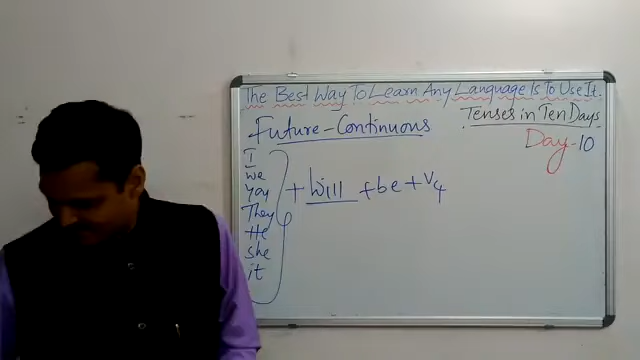 The Best Way To Learn Any Language Is To Use It.
Tenses in Ten Days
Future-Continuous
Day-10
I
we
you
They
He
she
it
+ will + be + V4